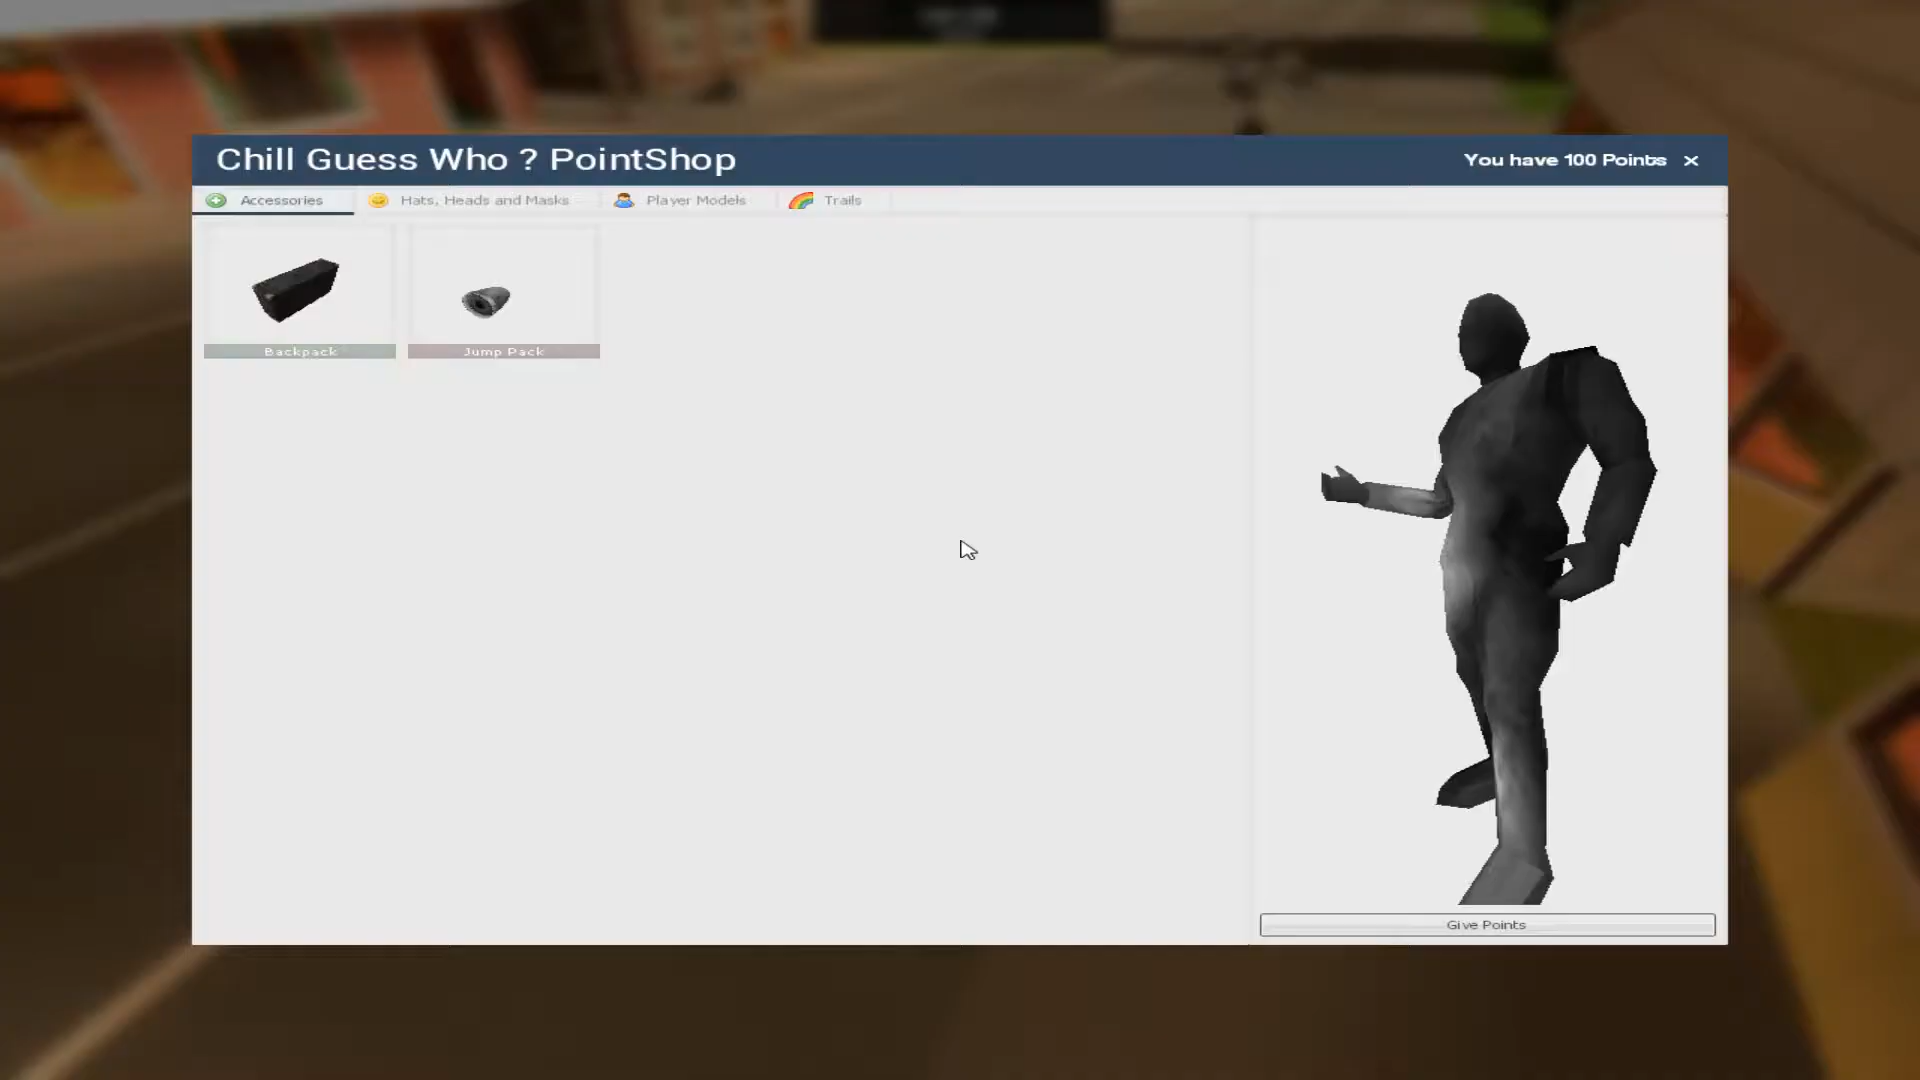 Chill Guess Who ? PointShop
You have 100 Points ×
Accessories
Hats, Heads and Masks
Player Models
Trails
Backpack
Jump Pack
Give Points